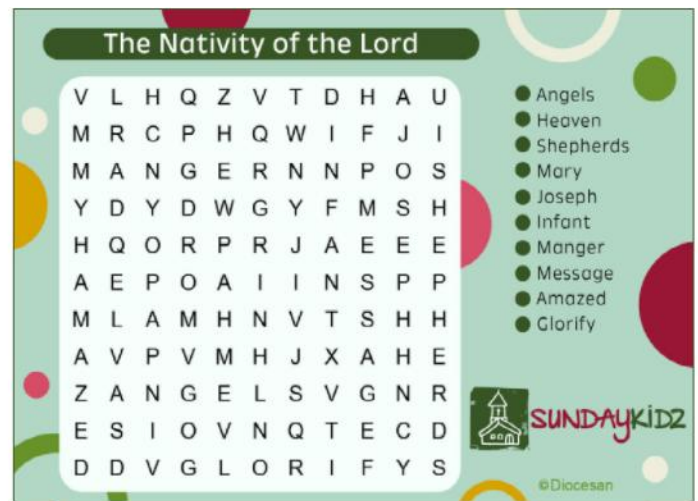 The Nativity of the Lord
V L H Q Z V T D H A U
M R C P H Q W I F J I
M A N G E R N N P O S
Y D Y D W G Y F M S H
H Q O R P R J A E E E
A E P O A I I N S P P
M L A M H N V T S H H
A V P V M H J X A H E
Z A N G E L S V G N R
E S I O V N Q T E C D
D D V G L O R I F Y S
Angels
Heaven
Shepherds
Mary
Joseph
Infant
Manger
Message
Amazed
Glorify
SUNDAYKIDZ
©Diocesan